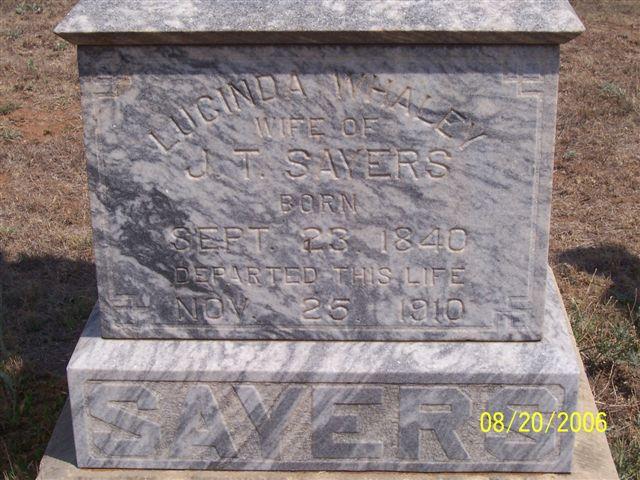 LUCINDA WHALEY
WIFE OF
J. T. SAYERS
BORN
SEPT. 23. 1840
DEPARTED THIS LIFE
NOV. 25. 1910
SAYERS
08/20/2006